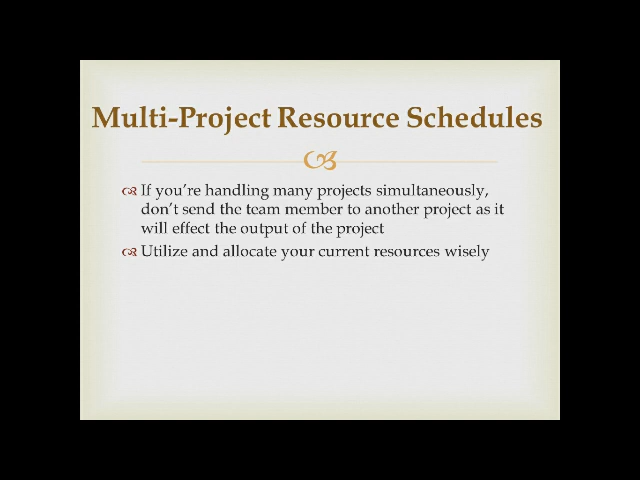 Multi-Project Resource Schedules
If you're handling many projects simultaneously,
don't send the team member to another project as it
will effect the output of the project
Utilize and allocate your current resources wisely